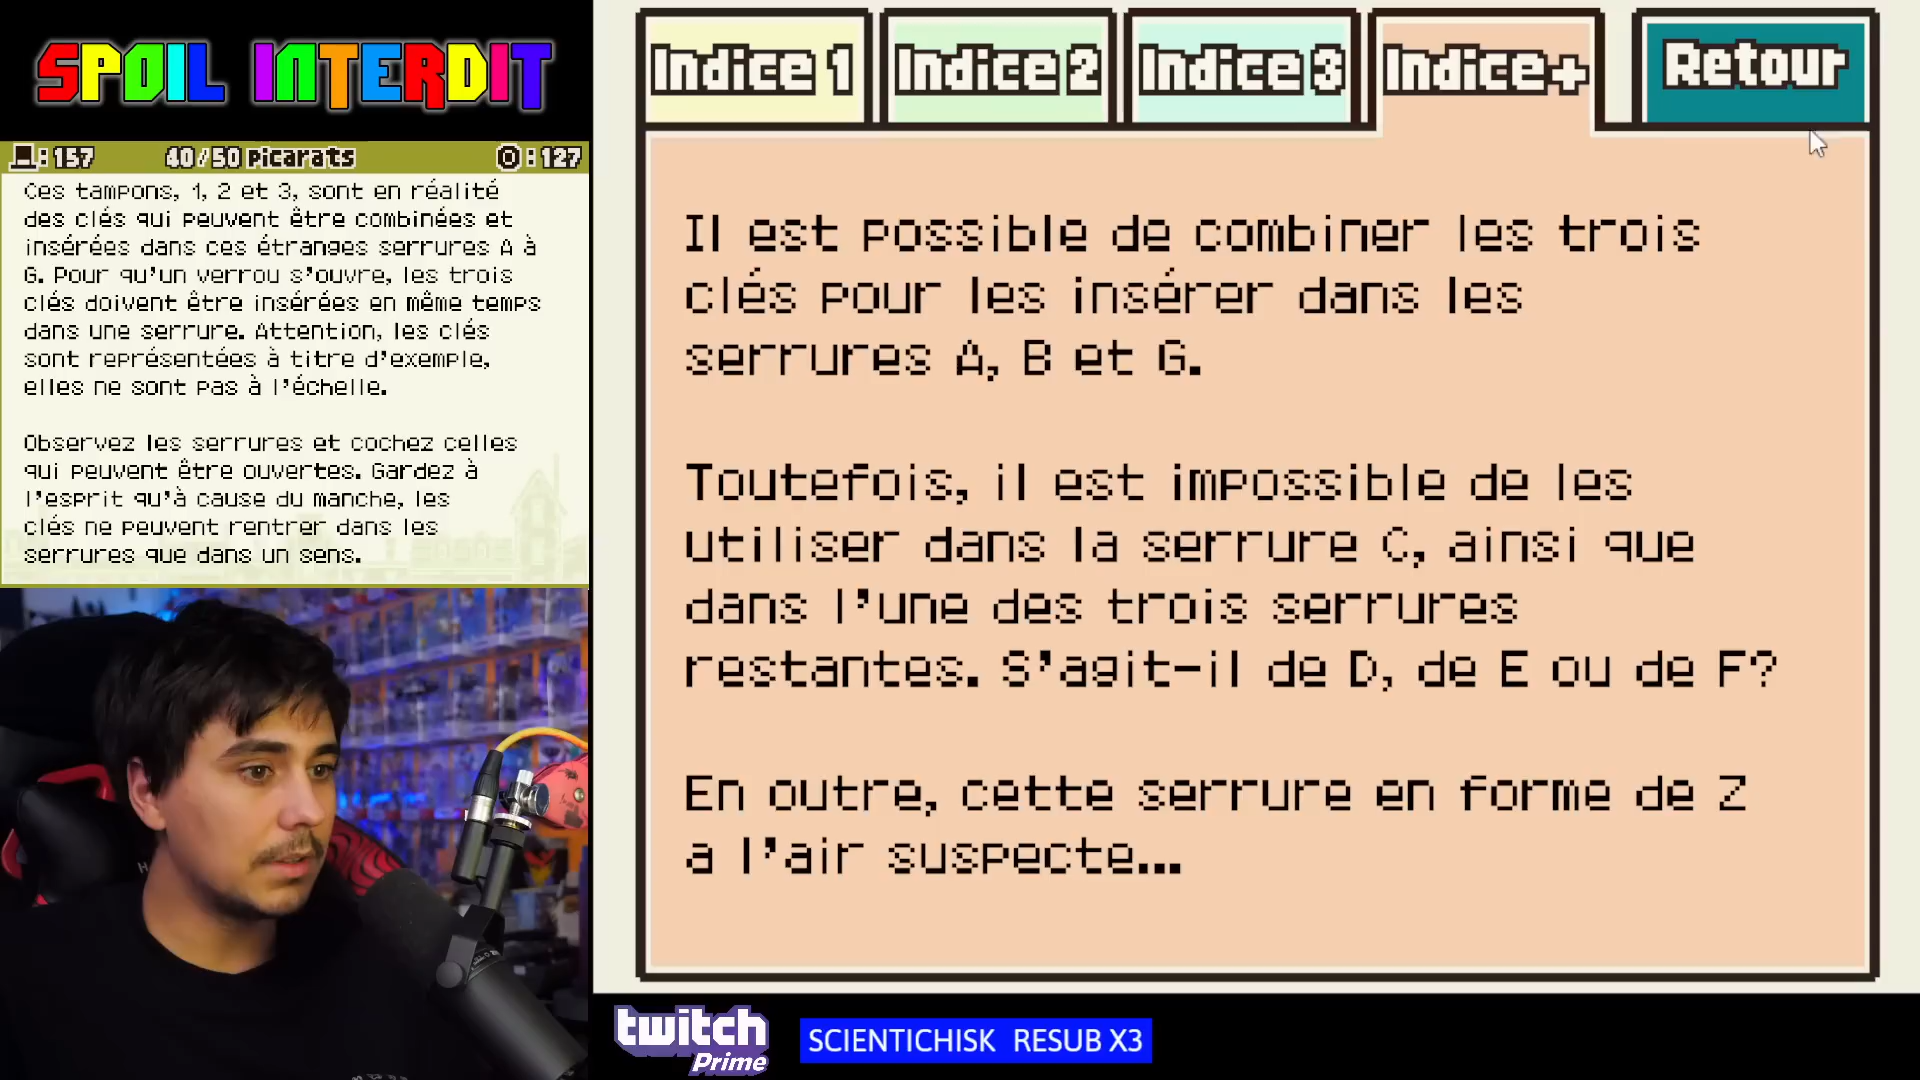 SPOIL INTERDIT
: 157
40/50 picarats
: 127
Ces tampons, 1, 2 et 3, sont en réalité
des clés qui peuvent être combinées et
insérées dans ces étranges serrures A à
G. Pour qu'un verrou s'ouvre, les trois
clés doivent être insérées en même temps
dans une serrure. Attention, les clés
sont représentées à titre d'exemple,
elles ne sont pas à l'échelle.
Observez les serrures et cochez celles
qui peuvent être ouvertes. Gardez à
l'esprit qu'à cause du manche, les
clés ne peuvent rentrer dans les
serrures que dans un sens.
Indice 1
Indice 2
Indice 3
Indice+
Retour
Il est possible de combiner les trois
clés pour les insérer dans les
serrures A, B et G.
Toutefois, il est impossible de les
utiliser dans la serrure C, ainsi que
dans l'une des trois serrures
restantes. S'agit-il de D, de E ou de F?
En outre, cette serrure en forme de Z
a l'air suspecte...
twitch
Prime
SCIENTICHISK RESUB X3